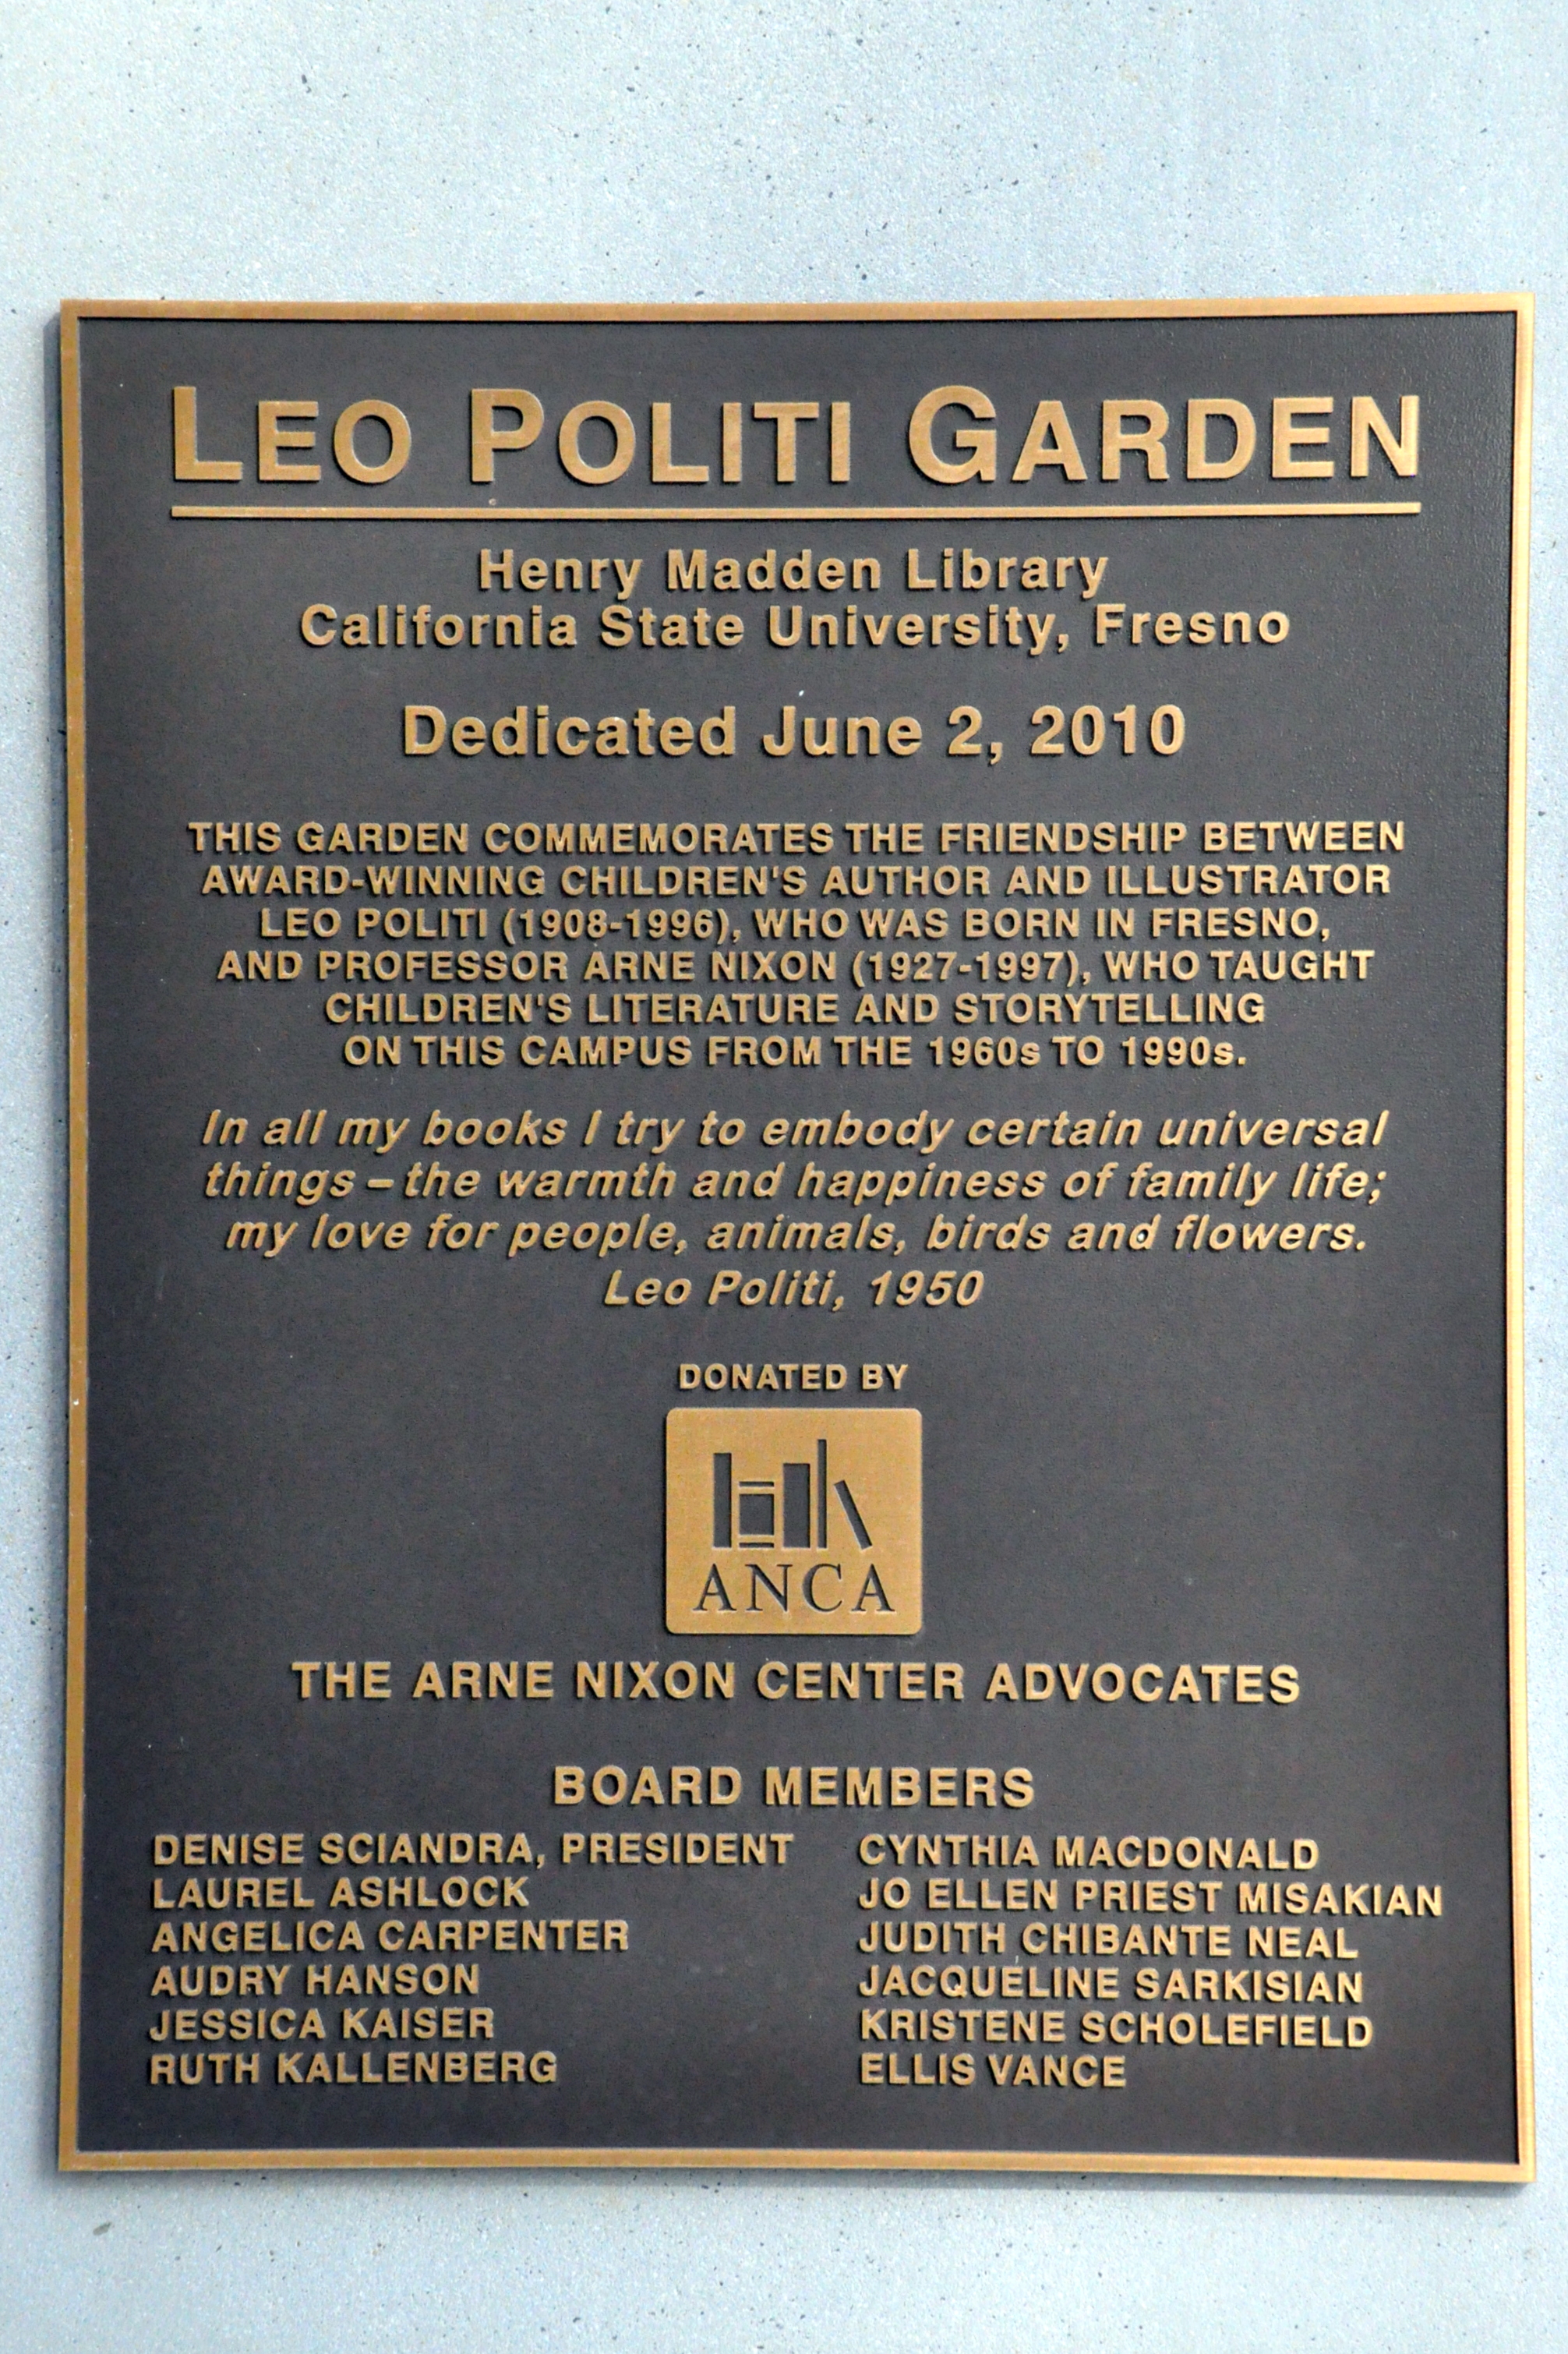 LEO POLITI GARDEN
Henry Madden Library
California State University, Fresno
Dedicated June 2, 2010
THIS GARDEN COMMEMORATES THE FRIENDSHIP BETWEEN
AWARD-WINNING CHILDREN'S AUTHOR AND ILLUSTRATOR
LEO POLITI (1908-1996), WHO WAS BORN IN FRESNO,
AND PROFESSOR ARNE NIXON (1927-1997), WHO TAUGHT
CHILDREN'S LITERATURE AND STORYTELLING
ON THIS CAMPUS FROM THE 1960s TO 1990s.
In all my books I try to embody certain universal
things – the warmth and happiness of family life;
my love for people, animals, birds and flowers.
Leo Politi, 1950
DONATED BY
ANCA
THE ARNE NIXON CENTER ADVOCATES
BOARD MEMBERS
DENISE SCIANDRA, PRESIDENT
LAUREL ASHLOCK
ANGELICA CARPENTER
AUDRY HANSON
JESSICA KAISER
RUTH KALLENBERG
CYNTHIA MACDONALD
JO ELLEN PRIEST MISAKIAN
JUDITH CHIBANTE NEAL
JACQUELINE SARKISIAN
KRISTENE SCHOLEFIELD
ELLIS VANCE